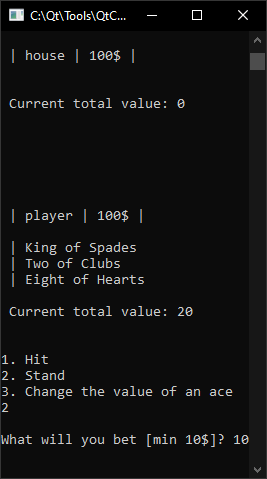 C:\Qt\Tools\QtC...
| house | 100$ |
Current total value: 0
| player | 100$ |
| King of Spades
| Two of Clubs
| Eight of Hearts
Current total value: 20
1. Hit
2. Stand
3. Change the value of an ace
2
What will you bet [min 10$]? 10